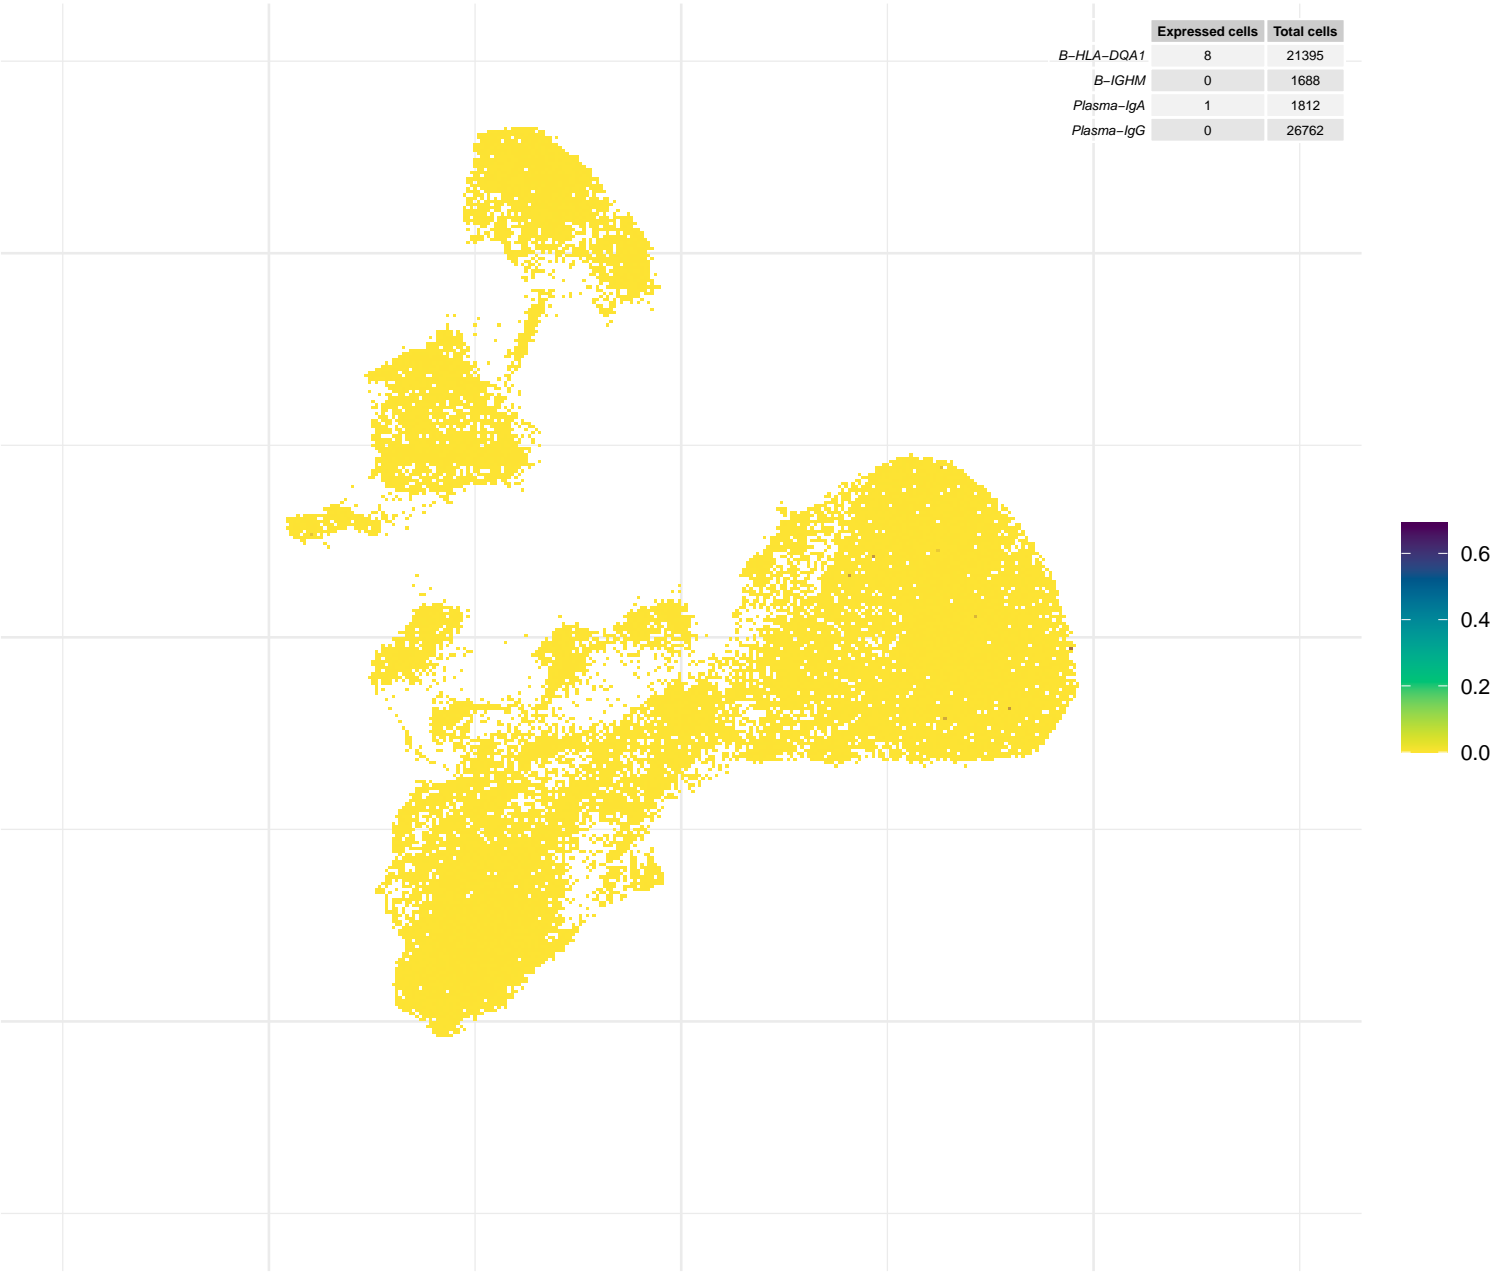 Expressed cells Total cells
B−HLA−DQA1 8 21395
B−IGHM 0 1688
Plasma−IgA 1 1812
Plasma−IgG 0 26762
0.6
0.4
0.2
0.0